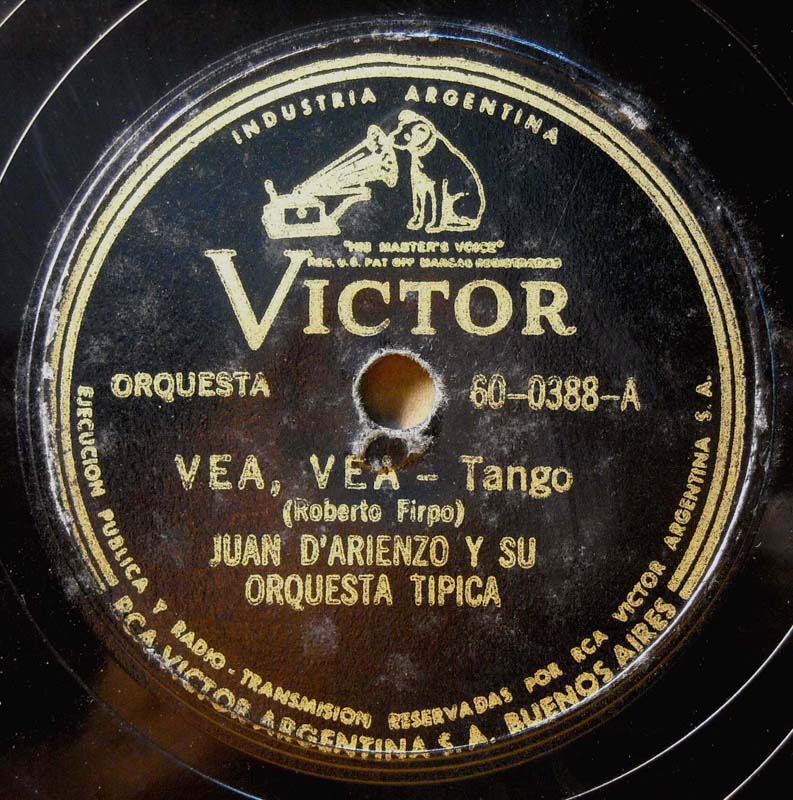 INDUSTRIA ARGENTINA
"HIS MASTER'S VOICE"
REG. U.S. PAT OFF MARCAS REGISTRADAS
VICTOR
ORQUESTA
60-0388-A
VEA, VEA - Tango
(Roberto Firpo)
JUAN D'ARIENZO Y SU
ORQUESTA TIPICA
EJECUCION PUBLICA Y RADIO-TRANSMISION RESERVADAS POR RCA VICTOR ARGENTINA S. A.
RCA VICTOR ARGENTINA S. A. BUENOS AIRES